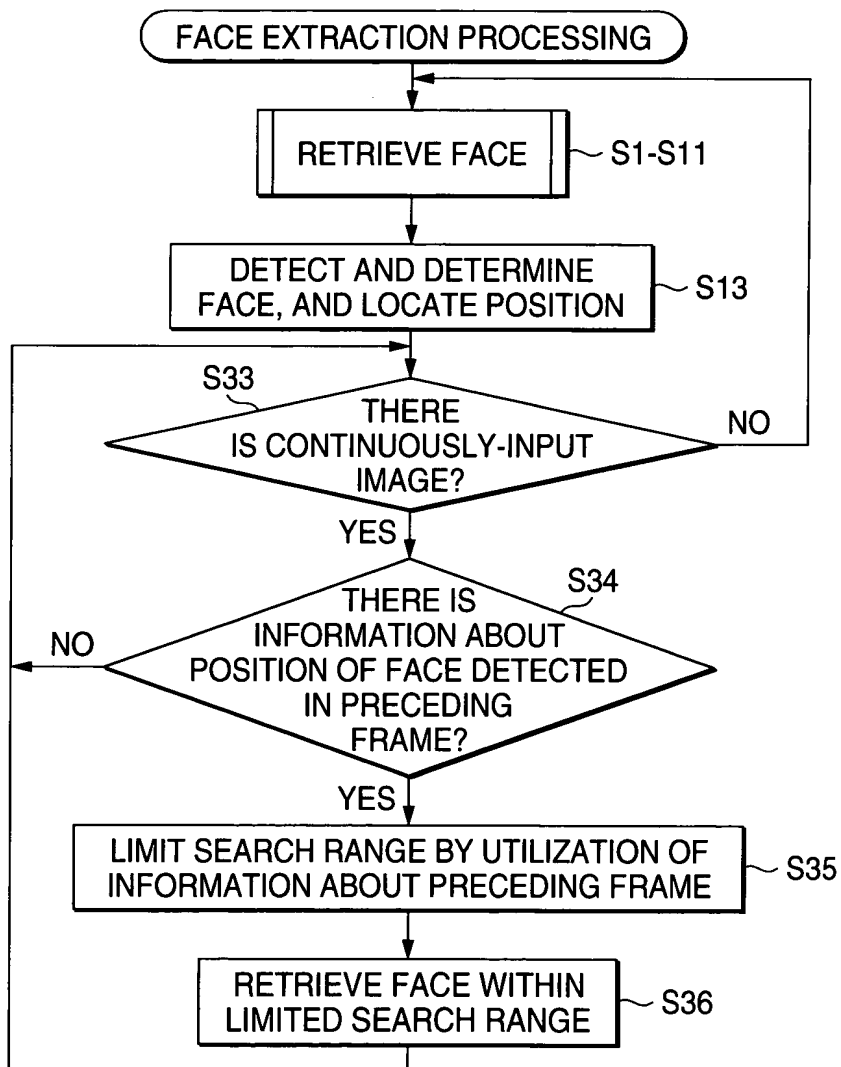 FACE EXTRACTION PROCESSING
RETRIEVE FACE
S1-S11
DETECT AND DETERMINE
FACE, AND LOCATE POSITION
S13
S33
THERE
IS CONTINUOUSLY-INPUT
IMAGE?
NO
YES
S34
THERE IS
INFORMATION ABOUT
POSITION OF FACE DETECTED
IN PRECEDING
FRAME?
NO
YES
LIMIT SEARCH RANGE BY UTILIZATION OF
INFORMATION ABOUT PRECEDING FRAME
S35
RETRIEVE FACE WITHIN
LIMITED SEARCH RANGE
S36